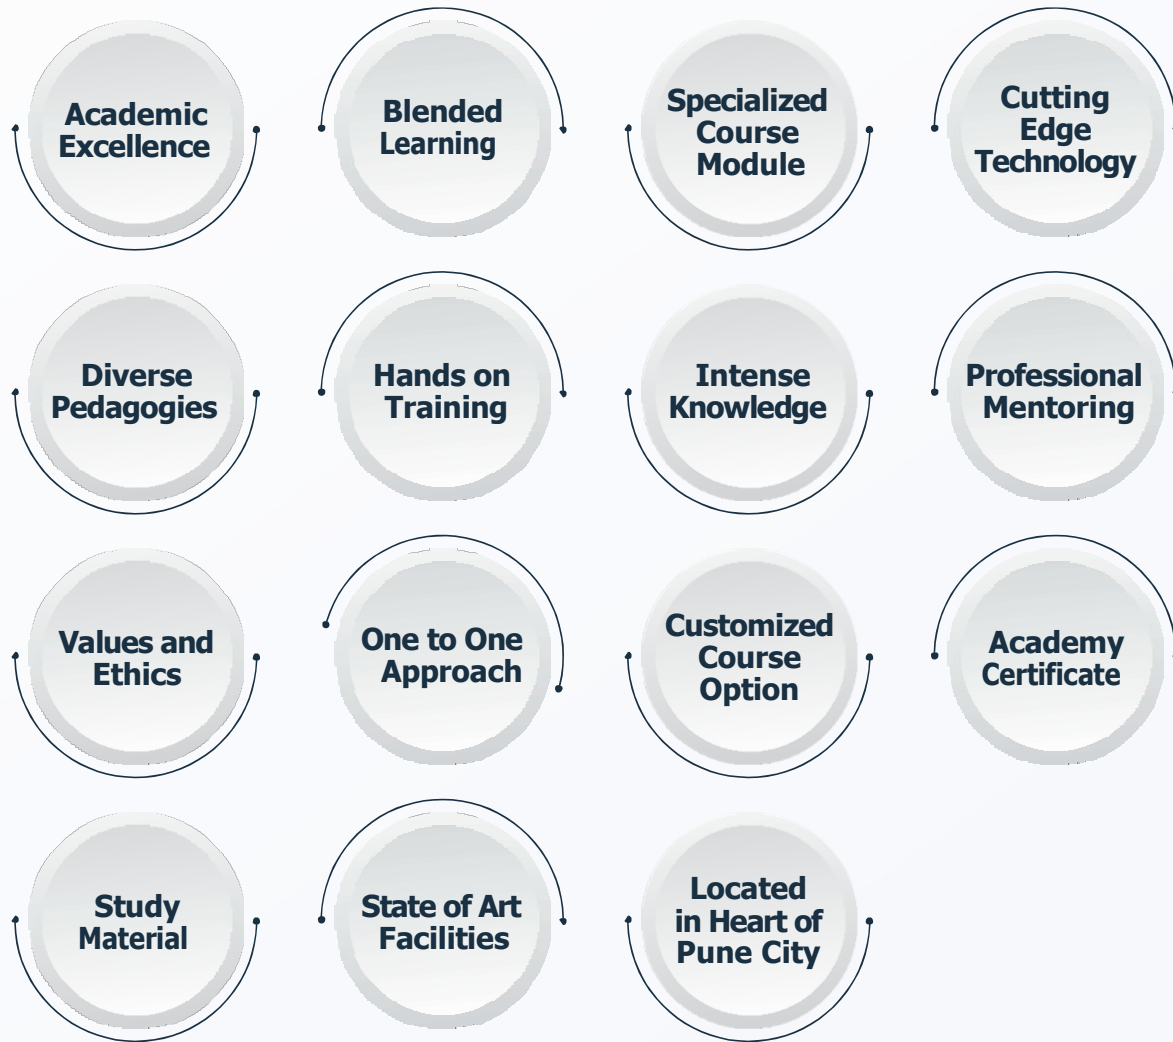 Academic
Excellence
Blended
Learning
Specialized
Course
Module
Cutting
Edge
Technology
Diverse
Pedagogies
Hands on
Training
Intense
Knowledge
Professional
Mentoring
Values and
Ethics
One to One
Approach
Customized
Course
Option
Academy
Certificate
Study
Material
State of Art
Facilities
Located
in Heart of
Pune City